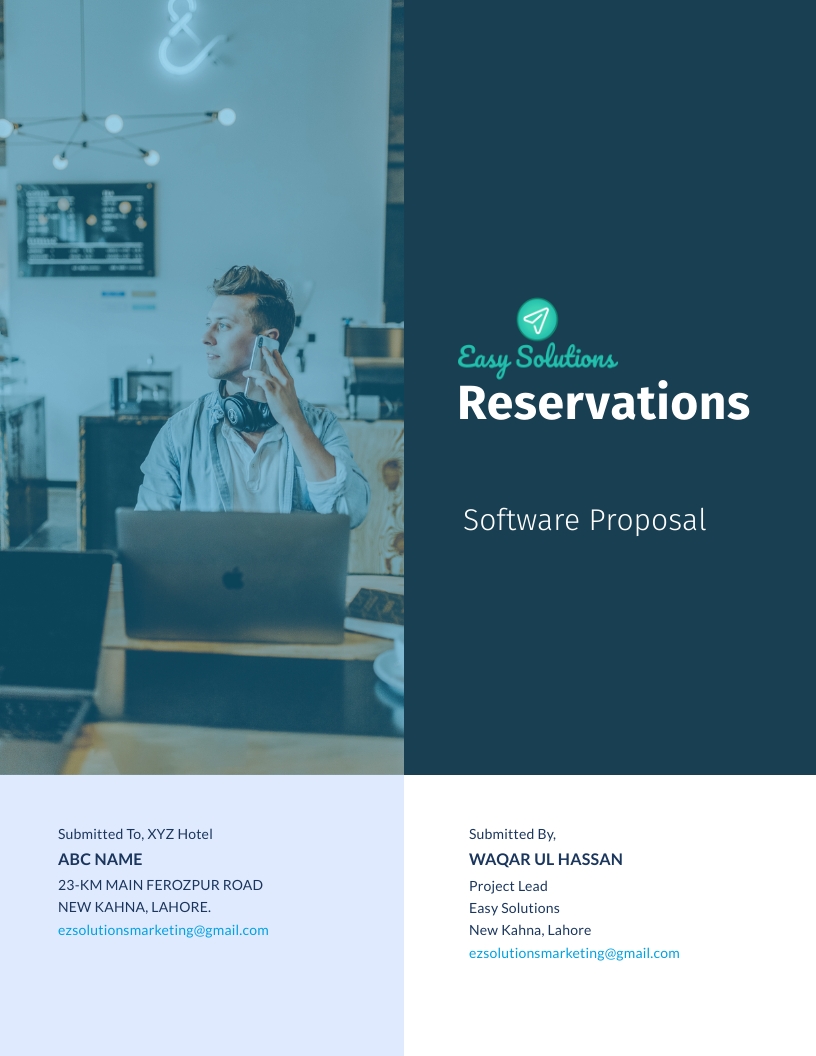 &
Easy Solutions
Reservations
Software Proposal
Submitted To, XYZ Hotel
ABC NAME
23-KM MAIN FEROZPUR ROAD
NEW KAHNA, LAHORE.
ezsolutionsmarketing@gmail.com
Submitted By,
WAQAR UL HASSAN
Project Lead
Easy Solutions
New Kahna, Lahore
ezsolutionsmarketing@gmail.com